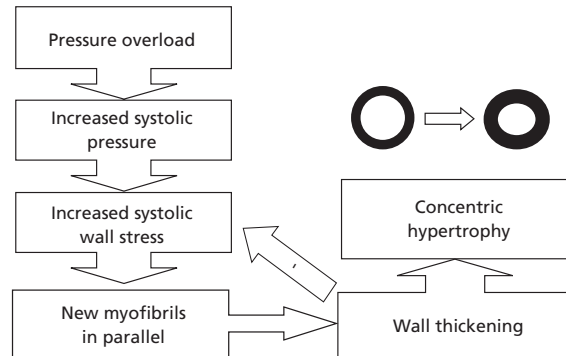 Pressure overload
Increased systolic
pressure
Increased systolic
wall stress
New myofibrils
in parallel
Wall thickening
Concentric
hypertrophy
-